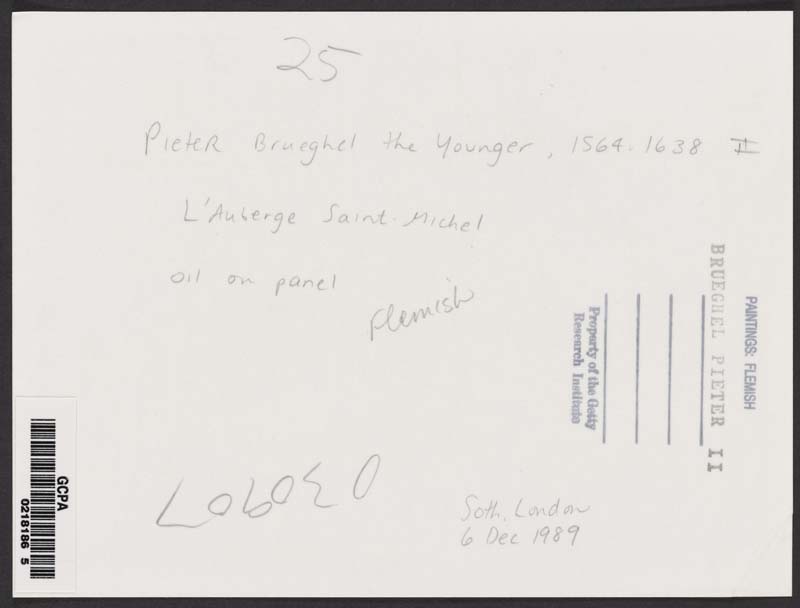 25
Pieter Brueghel the Younger, 1564-1638 II
L'Auberge Saint-Michel
oil on panel
Flemish
Soth. London
6 Dec 1989
PAINTINGS: FLEMISH
BRUEGHEL PIETER II
Property of the Getty
Research Institute
GCPA
0218186 5